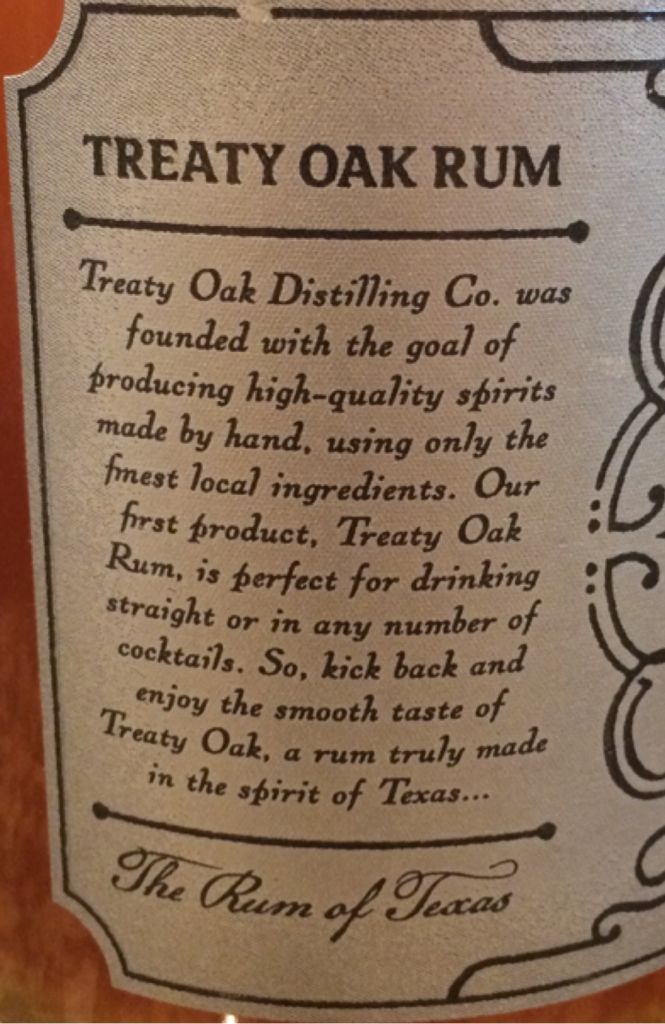 TREATY OAK RUM
Treaty Oak Distilling Co. was
founded with the goal of
producing high-quality spirits
made by hand, using only the
finest local ingredients. Our
first product, Treaty Oak
Rum, is perfect for drinking
straight or in any number of
cocktails. So, kick back and
enjoy the smooth taste of
Treaty Oak, a rum truly made
in the spirit of Texas...
The Rum of Texas